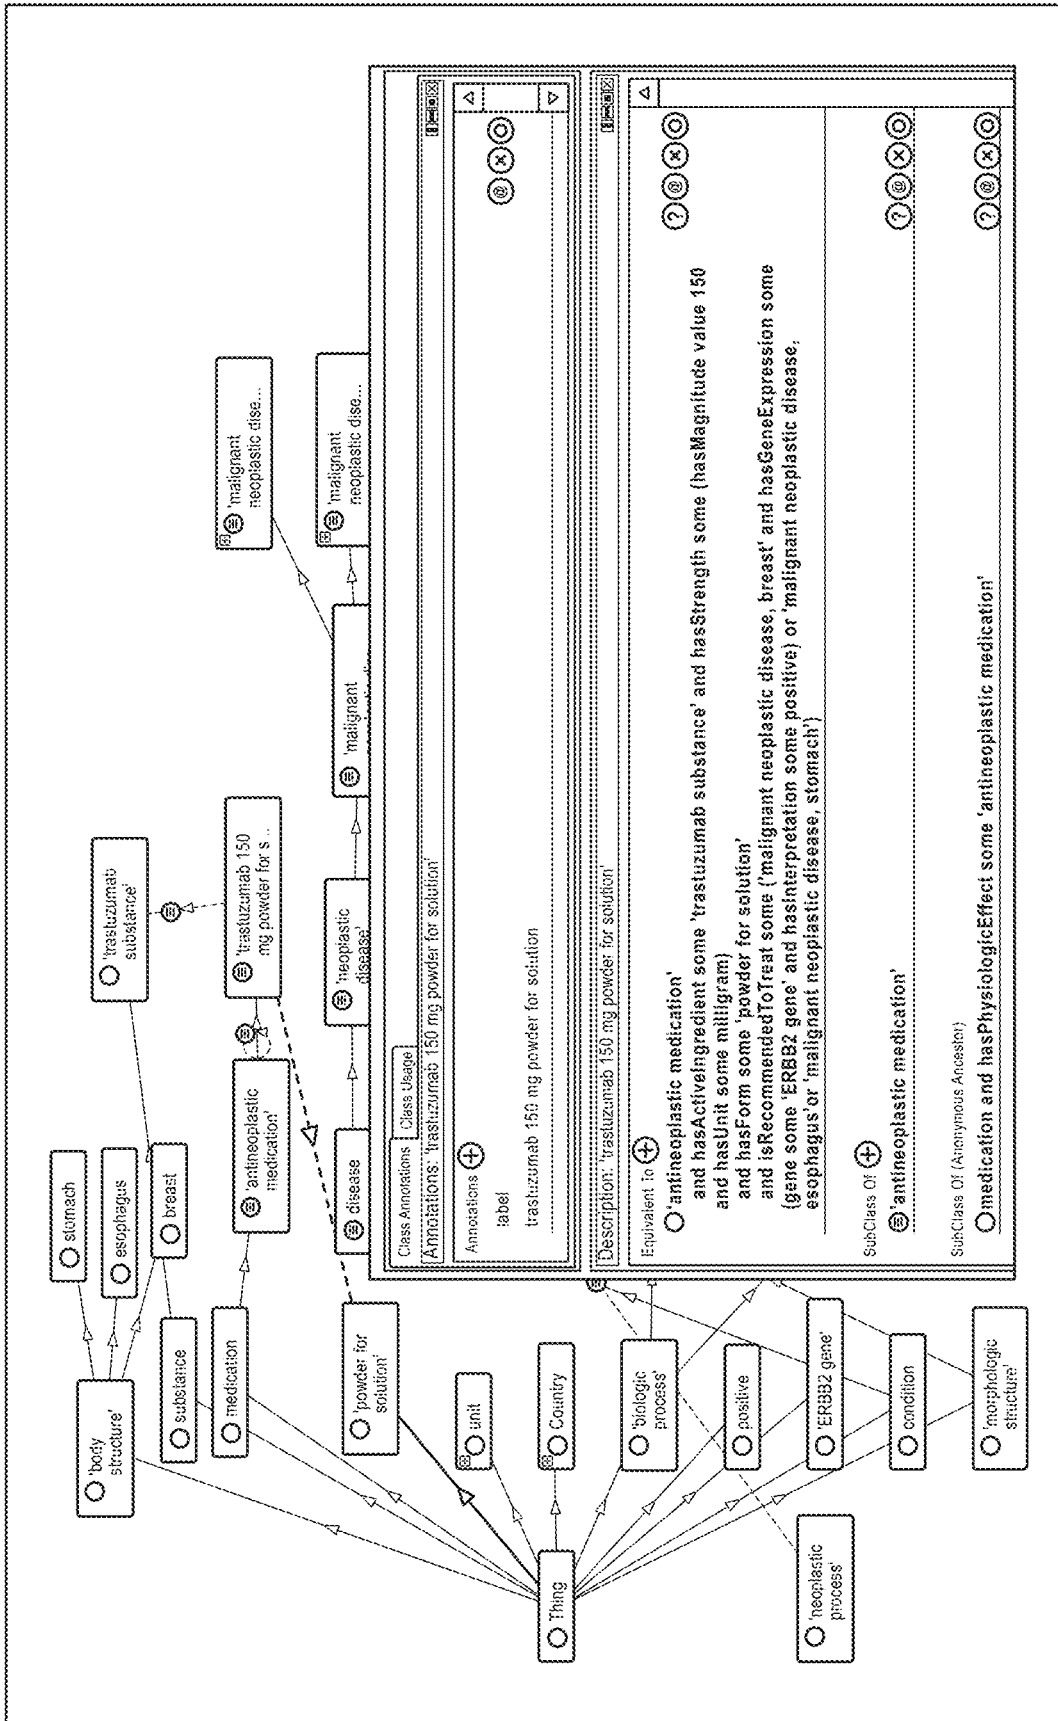 Thing
'body
structure'
substance
medication
'powder for
solution'
unit
Country
'biologic
process'
positive
'ERBB2 gene'
condition
'morphologic
structure'
'neoplastic
process'
stomach
esophagus
breast
'antineoplastic
medication'
disease
'trastuzumab
substance'
'trastuzumab 150
mg powder for s...
'neoplastic
disease'
'malignant
'malignant
neoplastic dise...
'malignant
neoplastic dise...
Class Annotations
Class Usage
Annotations: 'trastuzumab 150 mg powder for solution'
Annotations
label
trastuzumab 150 mg powder for solution
@ x o
Description: 'trastuzumab 150 mg powder for solution'
Equivalent To
'antineoplastic medication'
and hasActiveIngredient some 'trastuzumab substance' and hasStrength some (hasMagnitude value 150
and hasUnit some milligram)
and hasForm some 'powder for solution'
and isRecommendedToTreat some ('malignant neoplastic disease, breast' and hasGeneExpression some
(gene some 'ERBB2 gene' and hasInterpretation some positive) or 'malignant neoplastic disease,
esophagus'or 'malignant neoplastic disease, stomach')
? @ x o
SubClass Of
'antineoplastic medication'
? @ x o
SubClass Of (Anonymous Ancestor)
medication and hasPhysiologicEffect some 'antineoplastic medication'
? @ x o